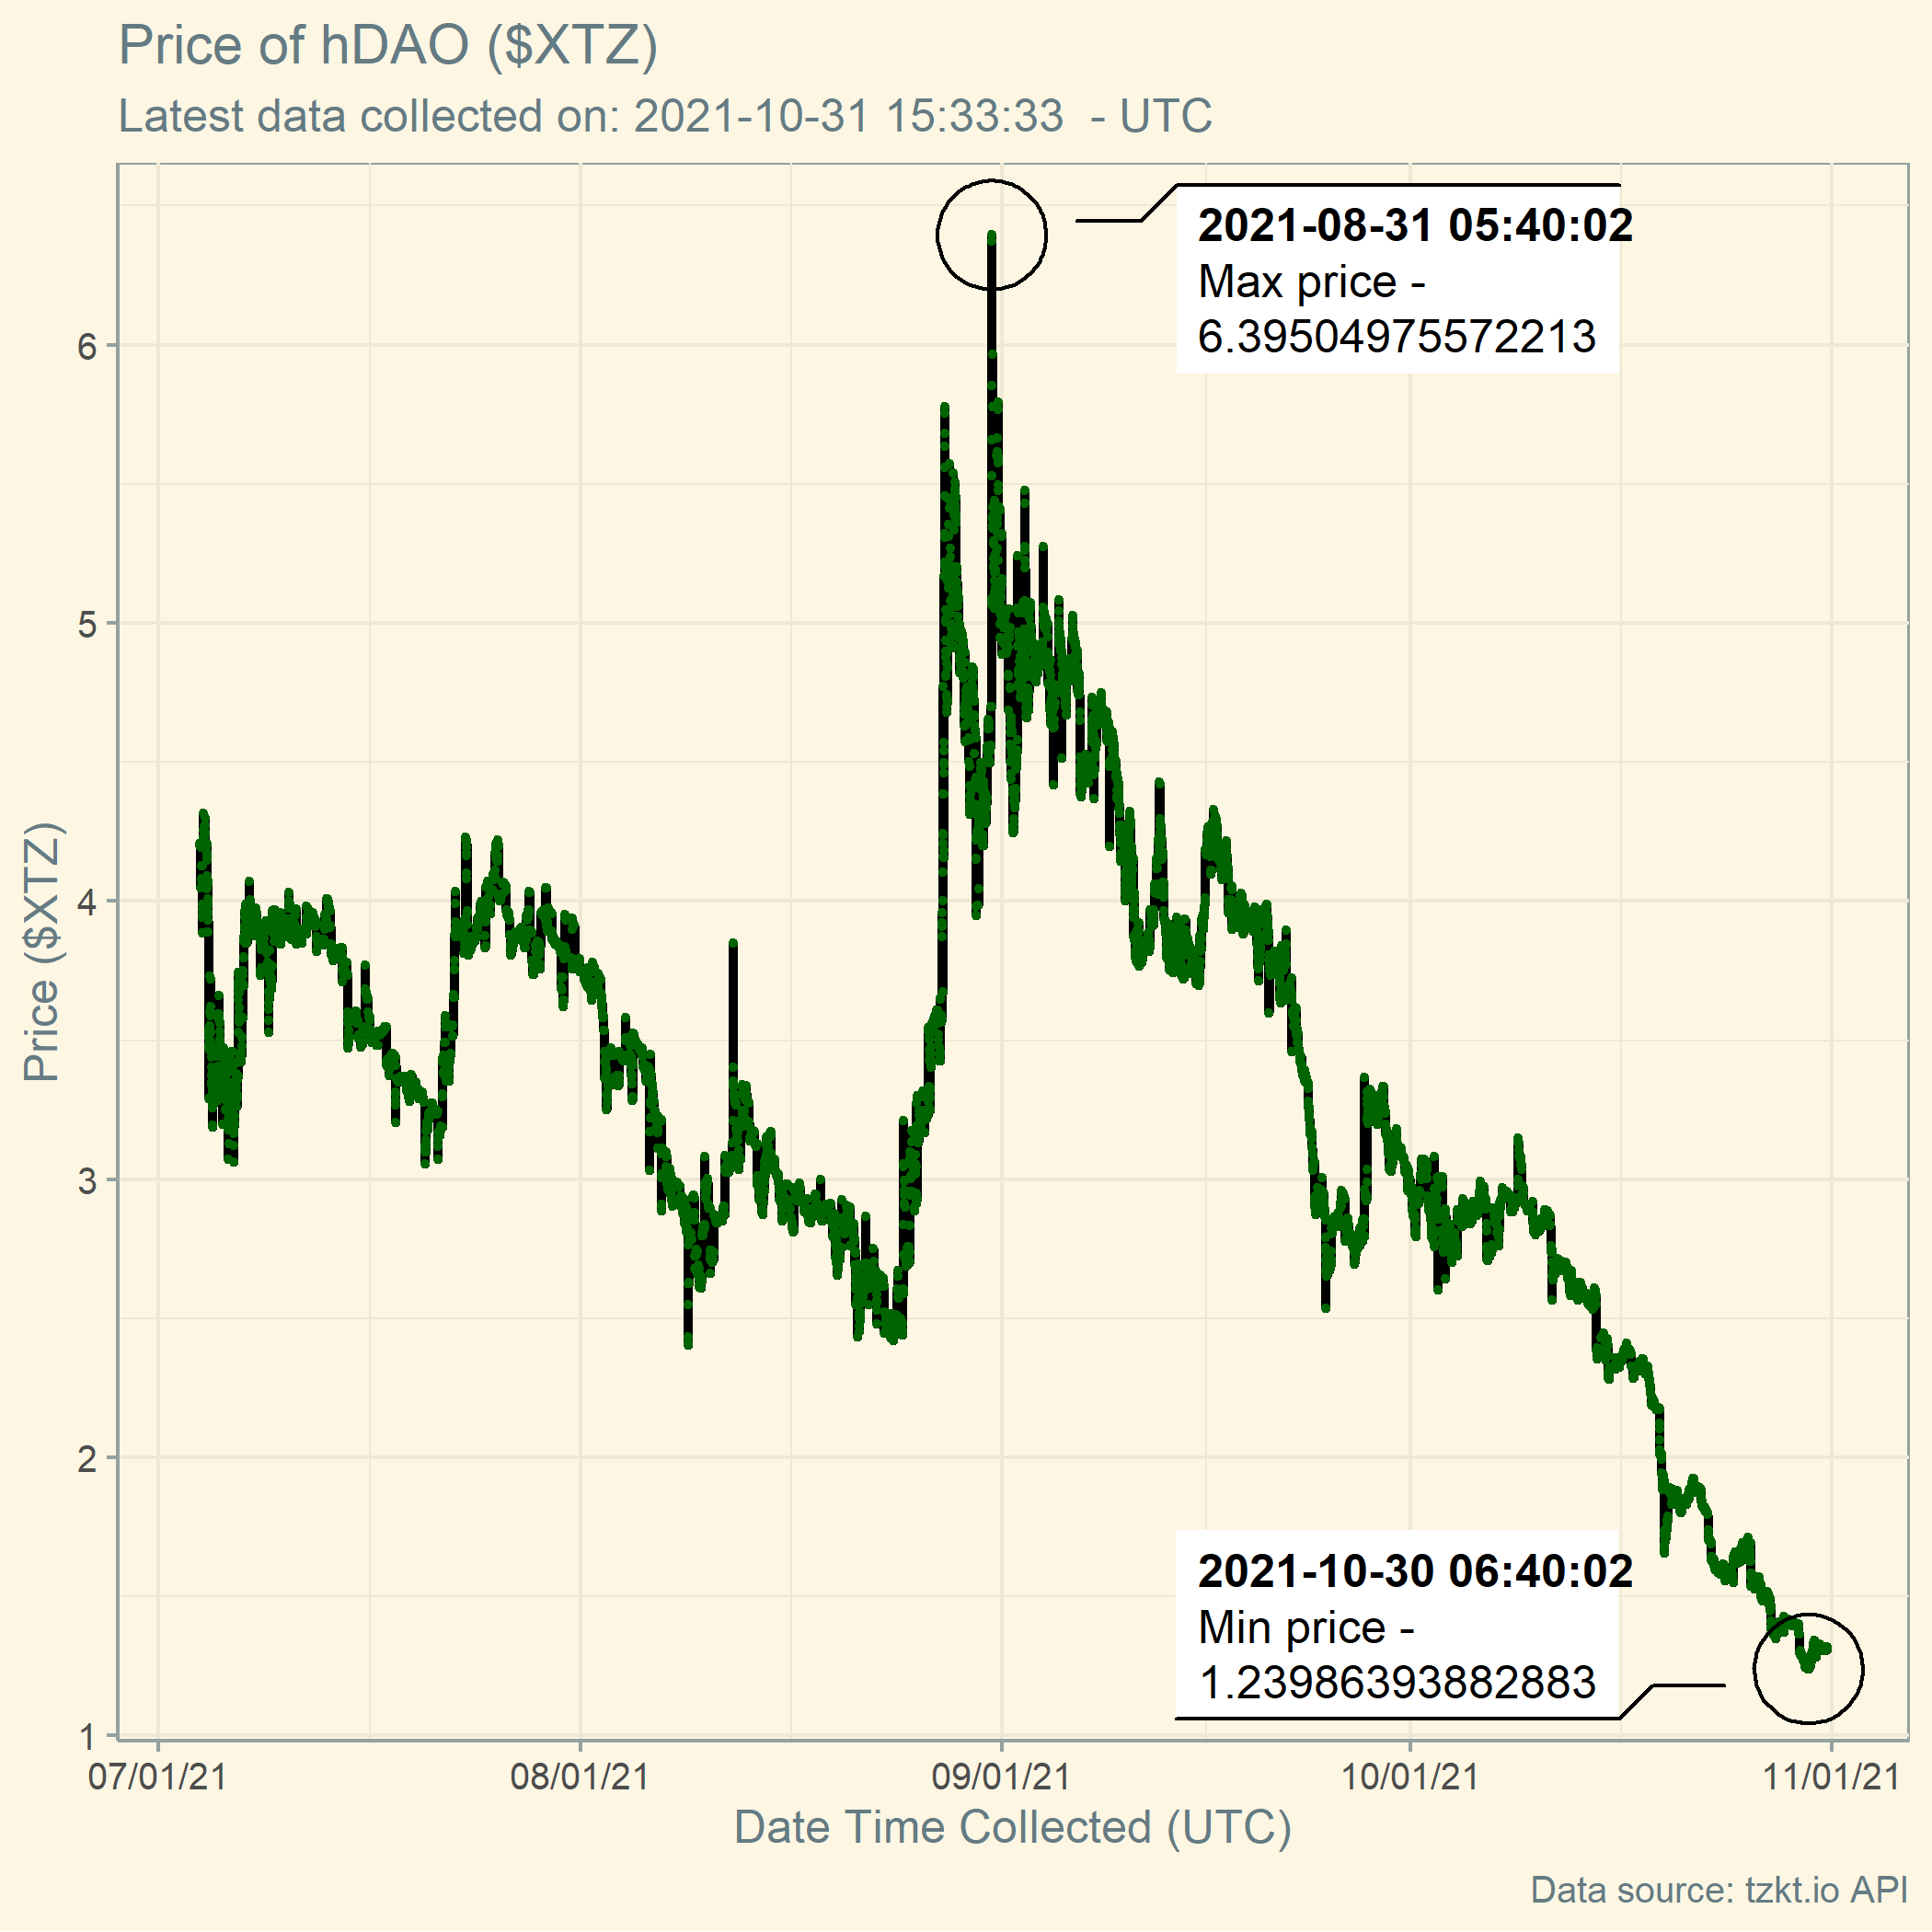 Price of hDAO ($XTZ)
Latest data collected on: 2021-10-31 15:33:33  - UTC
2021-08-31 05:40:02
Max price -
6.39504975572213
6
5
4
3
2
1
Price ($XTZ)
2021-10-30 06:40:02
Min price -
1.23986393882883
07/01/21 08/01/21 09/01/21 10/01/21 11/01/21
Date Time Collected (UTC)
Data source: tzkt.io API